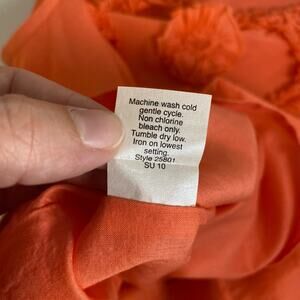 Machine wash cold
gentle cycle.
Non chlorine
bleach only.
Tumble dry low.
Iron on lowest
setting.
Style 25801
SU 10